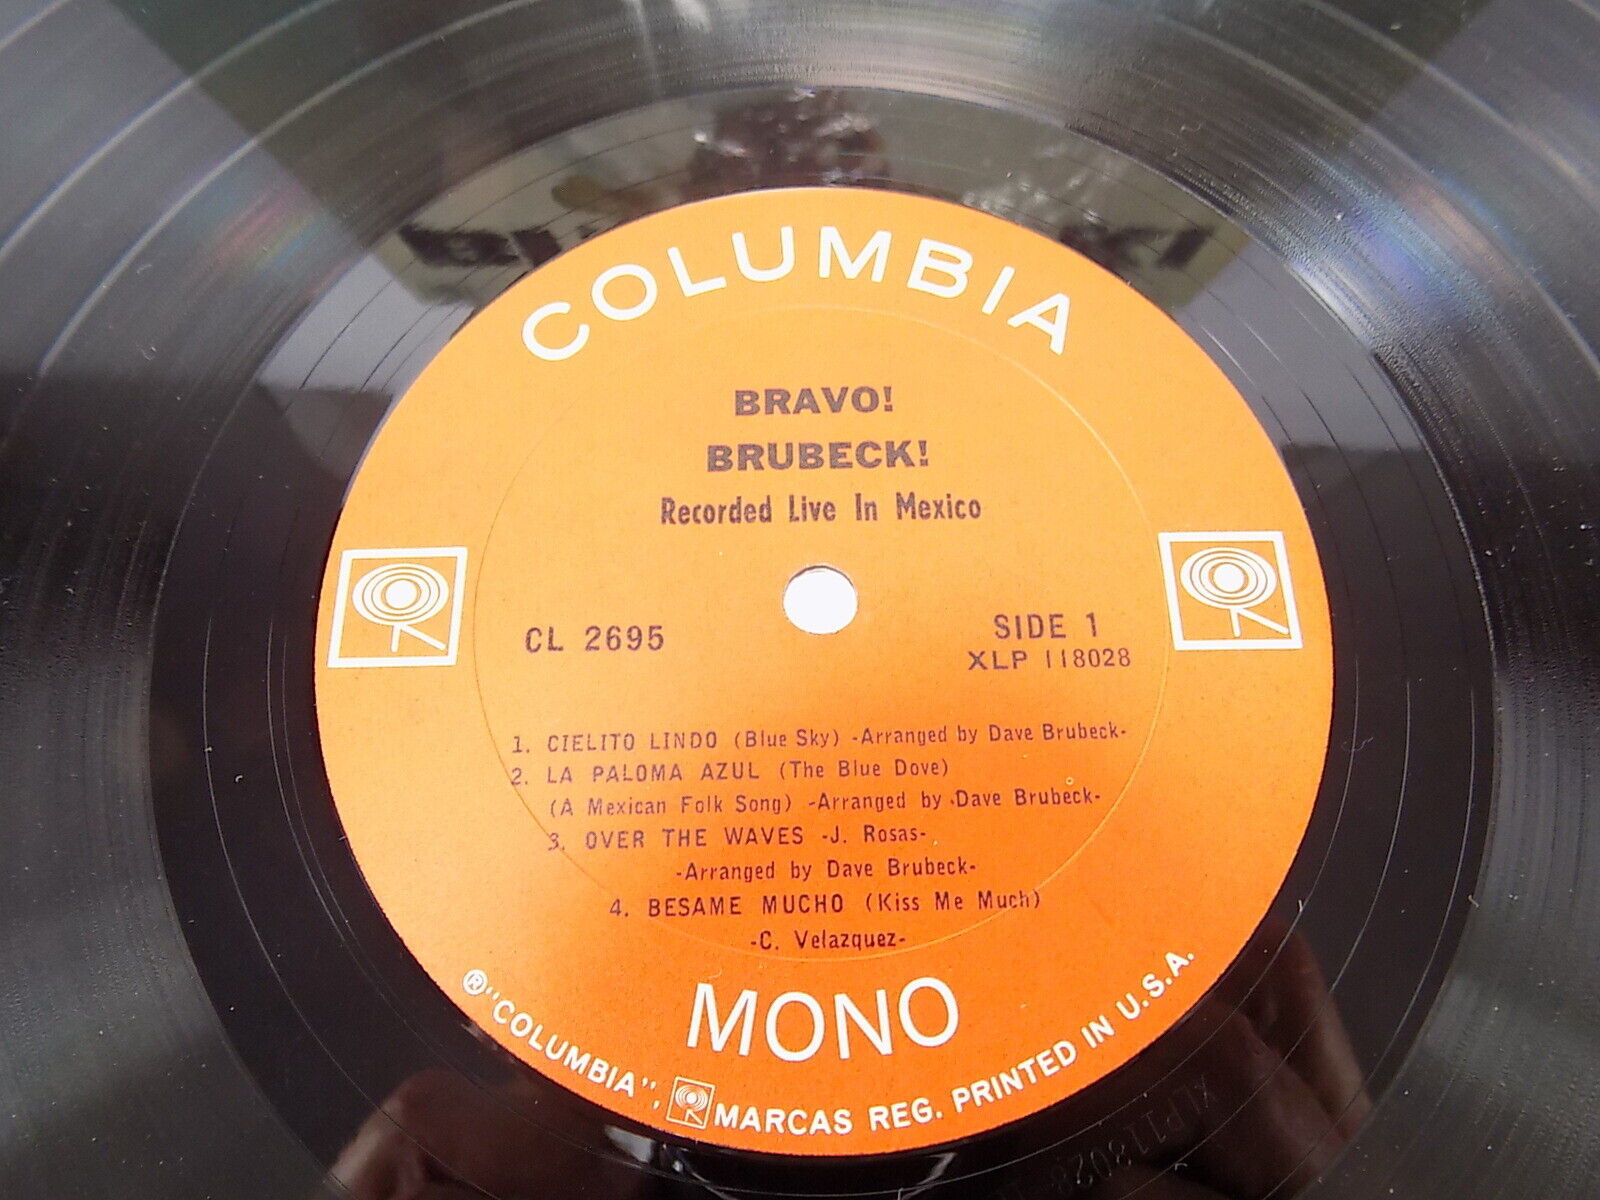 COLUMBIA
BRAVO!
BRUBECK!
Recorded Live In Mexico
CL 2695
SIDE 1
XLP 118028
1. CIELITO LINDO (Blue Sky) -Arranged by Dave Brubeck-
2. LA PALOMA AZUL (The Blue Dove)
(A Mexican Folk Song) -Arranged by Dave Brubeck-
3. OVER THE WAVES -J. Rosas-
-Arranged by Dave Brubeck-
4. BESAME MUCHO (Kiss Me Much)
-C. Velazquez-
MONO
®"COLUMBIA", MARCAS REG. PRINTED IN U.S.A.
XLP118028